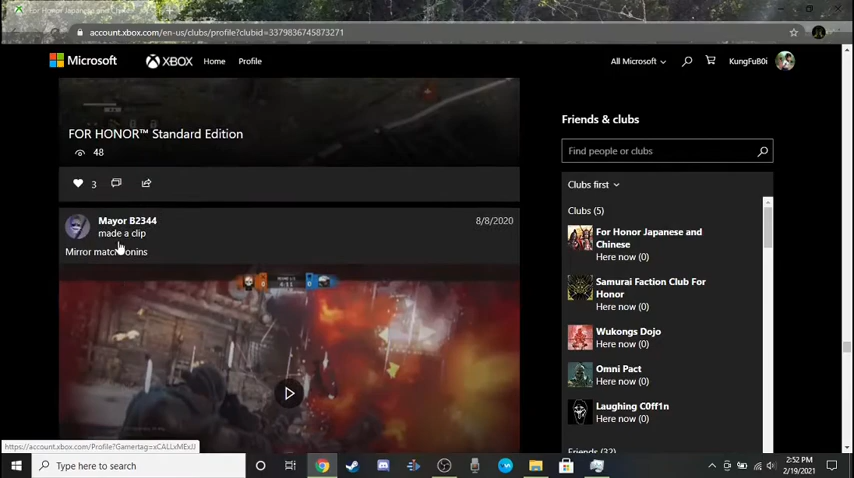 For Honor Japanese and Ch
account.xbox.com/en-us/clubs/profile?clubid=3379836745873271
Microsoft
XBOX
Home
Profile
All Microsoft
KungFu80i
FOR HONOR™ Standard Edition
48
3
Mayor B2344
made a clip
8/8/2020
Mirror match onins
Friends & clubs
Find people or clubs
Clubs first
Clubs (5)
For Honor Japanese and
Chinese
Here now (0)
Samurai Faction Club For
Honor
Here now (0)
Wukongs Dojo
Here now (0)
Omni Pact
Here now (0)
Laughing C0ff1n
Here now (0)
Friends (32)
https://account.xbox.com/Profile?Gamertag=xCALLxMExJJ
Type here to search
2:52 PM
2/19/2021